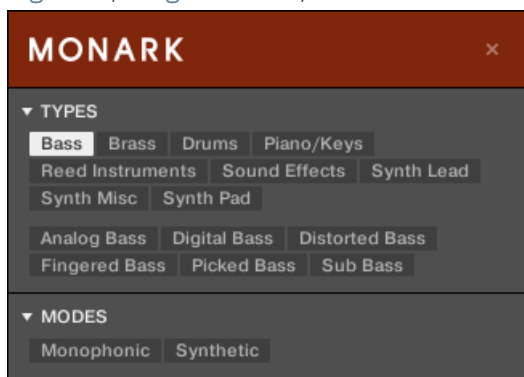 MONARK ×
▼ TYPES
Bass Brass Drums Piano/Keys
Reed Instruments Sound Effects Synth Lead
Synth Misc Synth Pad
Analog Bass Digital Bass Distorted Bass
Fingered Bass Picked Bass Sub Bass
▼ MODES
Monophonic Synthetic